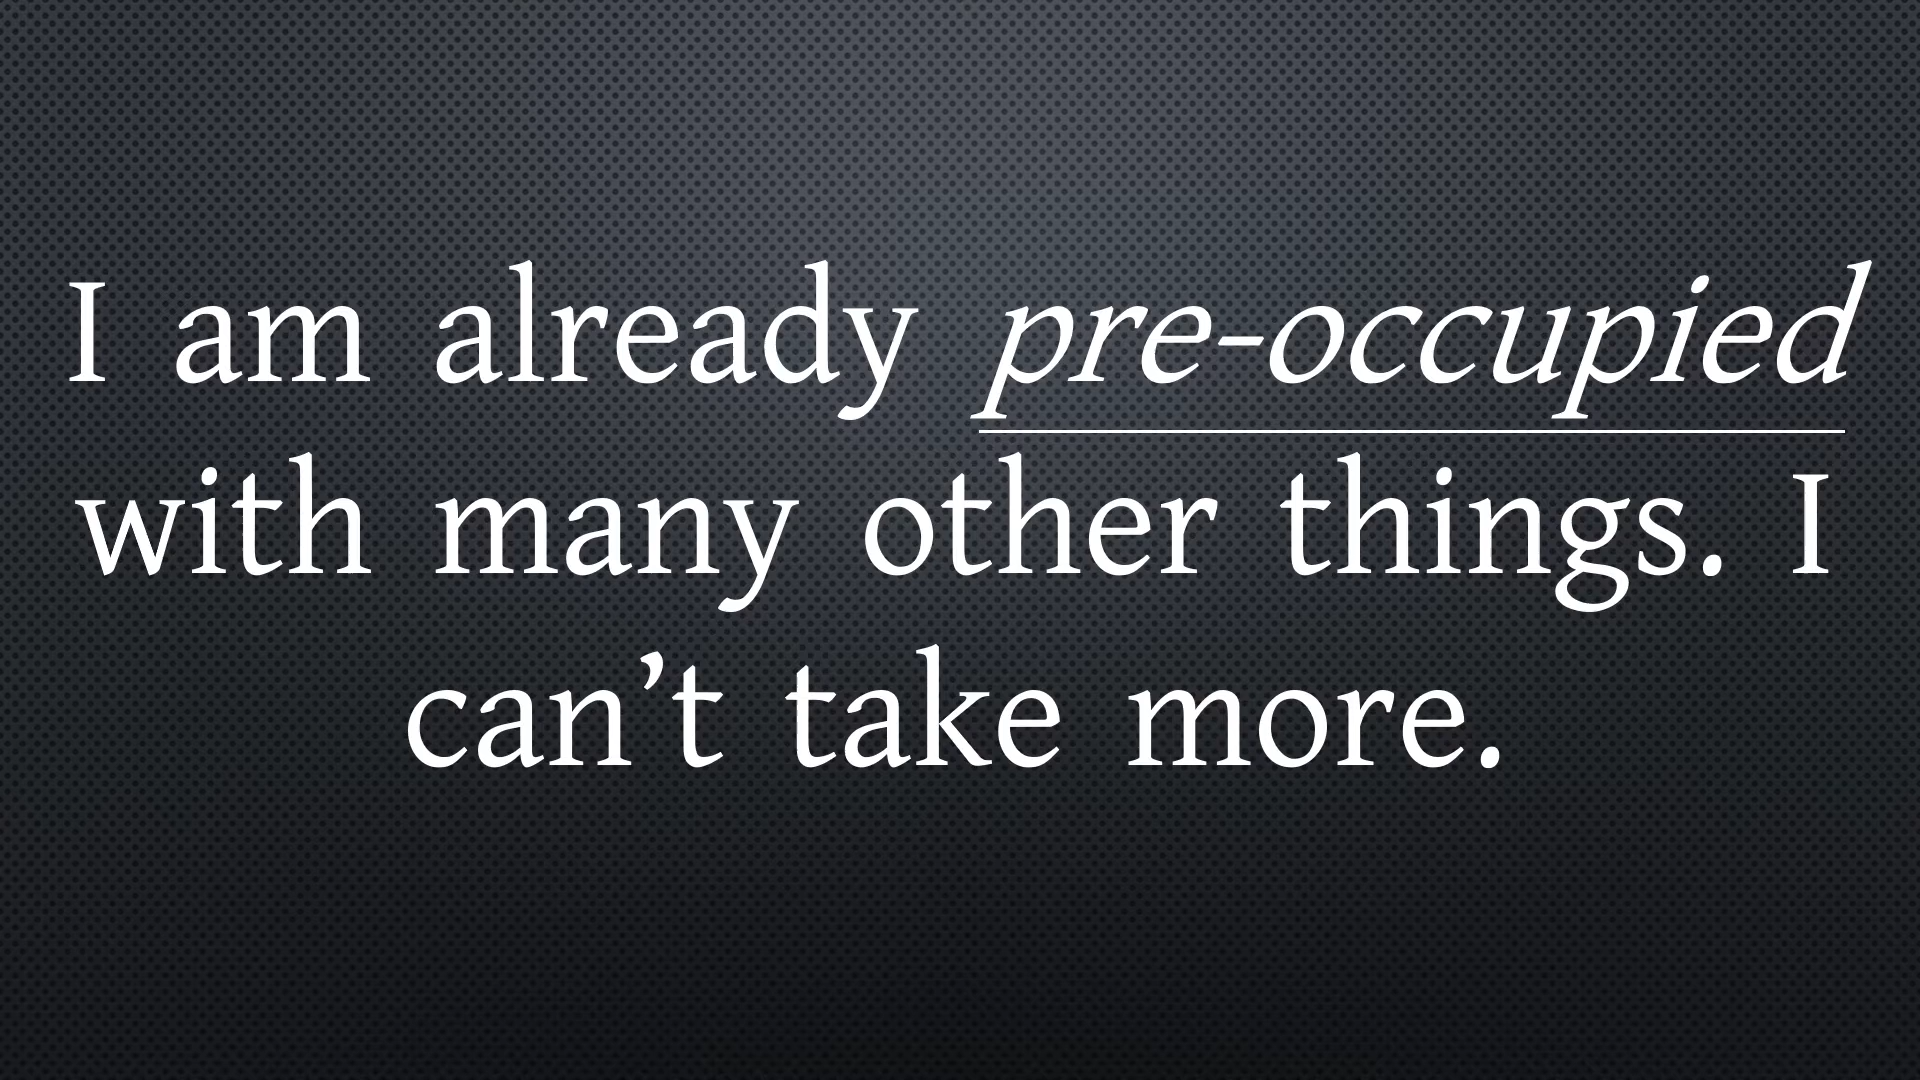 I am already pre-occupied
with many other things. I
can’t take more.